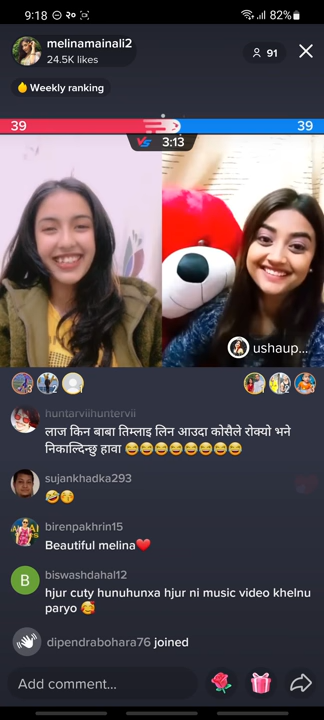 9:18 २० 82%
melinamainali2
24.5K likes
91
Weekly ranking
39 39
VS 3:13
ushaup...
huntarviihuntervii
लाज किन बाबा तिम्लाइ लिन आउदा कोसैले रोक्यो भने
निकाल्दिन्छु हावा 😂😂😂😂😂😂😂😂
sujankhadka293
🤣😚
birenpakhrin15
Beautiful melina❤️
B
biswashdahal12
hjur cuty hunuhunxa hjur ni music video khelnu
paryo 🥰
dipendrabohara76 joined
Add comment...